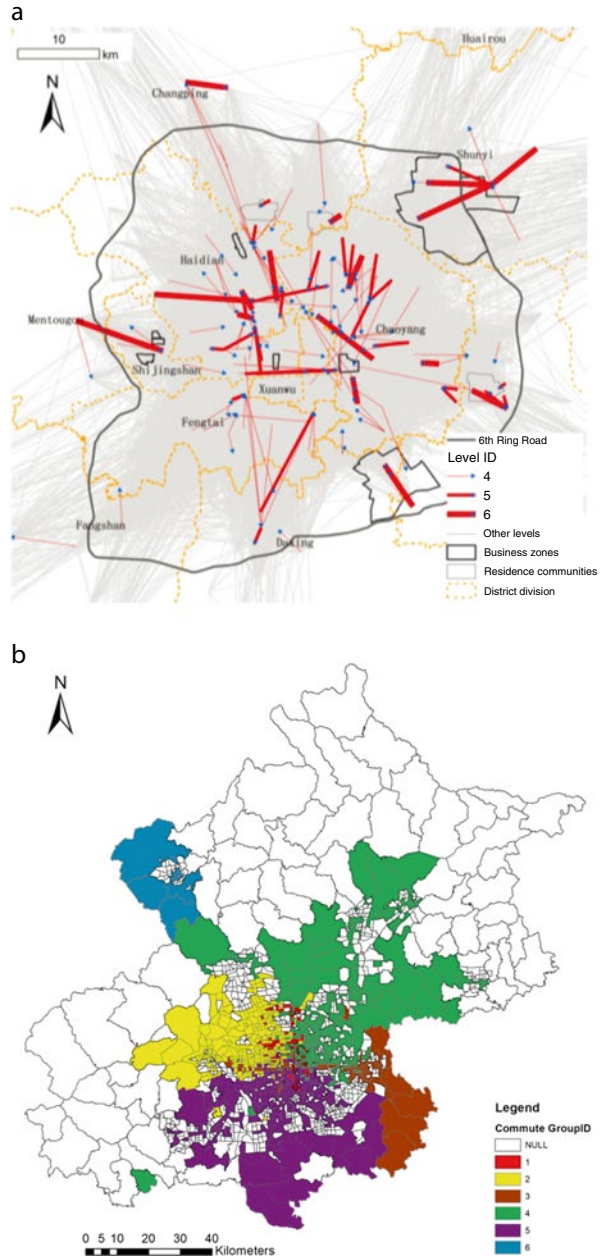 a
10
km
N
Huairou
Changping
Shunyi
Haidian
Chaoyang
Mentougou
Shijingshan
Xuanwu
Fengtai
Fangshan
Daxing
6th Ring Road
Level ID
4
5
6
Other levels
Business zones
Residence communities
District division
b
N
Legend
Commute GroupID
NULL
1
2
3
4
5
6
0 5 10 20 30 40
Kilometers